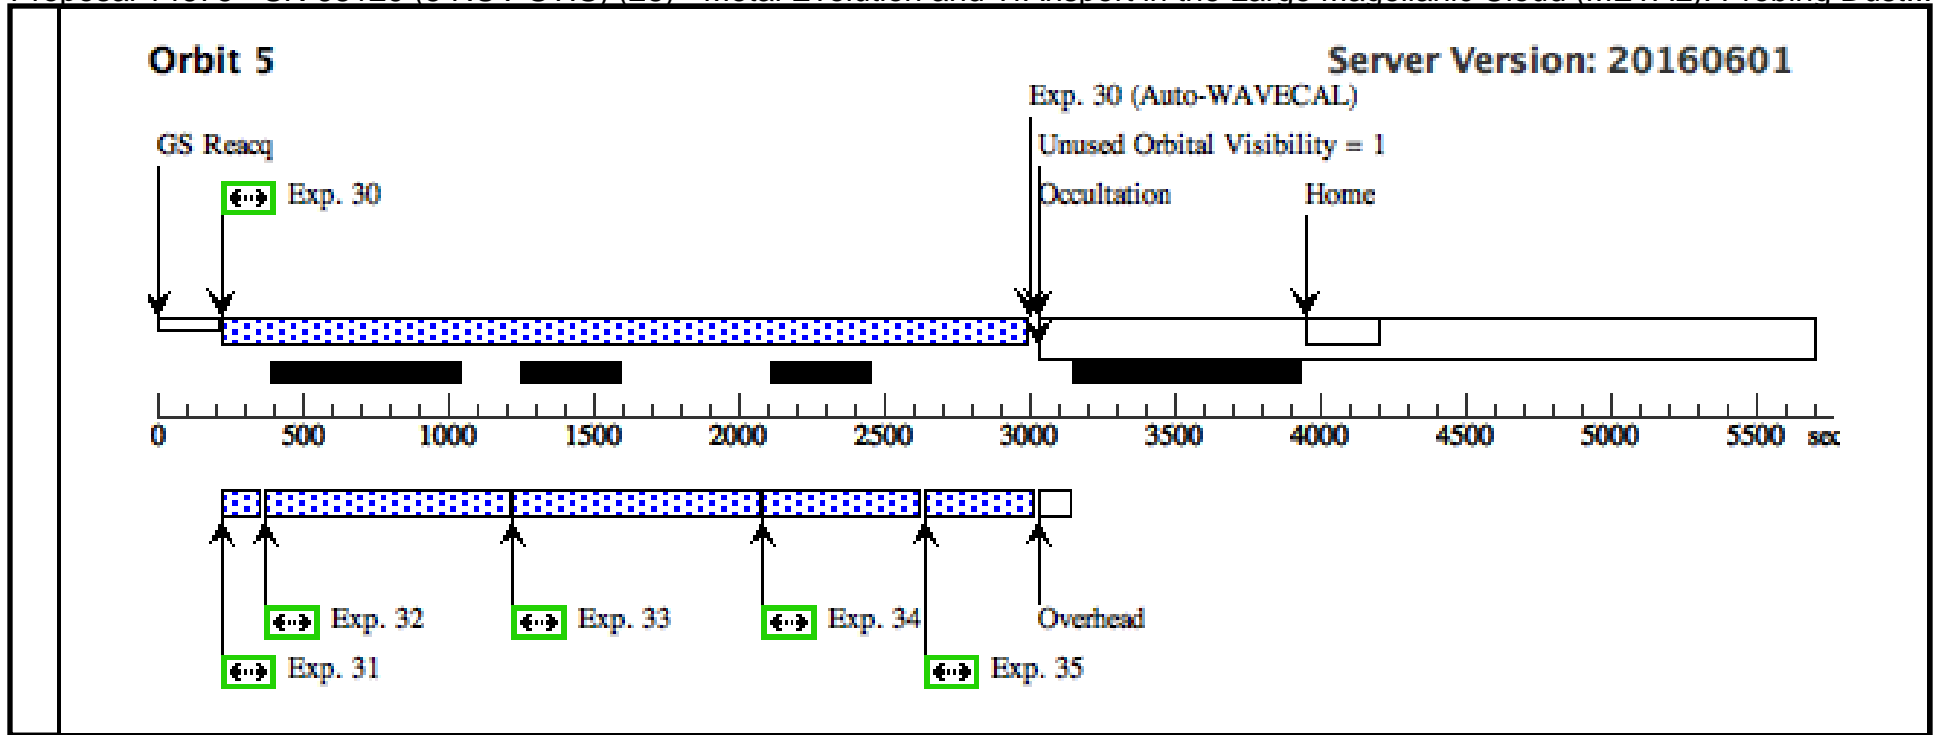 Orbit 5
Server Version: 20160601
Exp. 30 (Auto-WAVECAL)
GS Reacq
Unused Orbital Visibility = 1
Exp. 30
Occultation
Home
0 500 1000 1500 2000 2500 3000 3500 4000 4500 5000 5500 sec
Exp. 32
Exp. 33
Exp. 34
Overhead
Exp. 31
Exp. 35